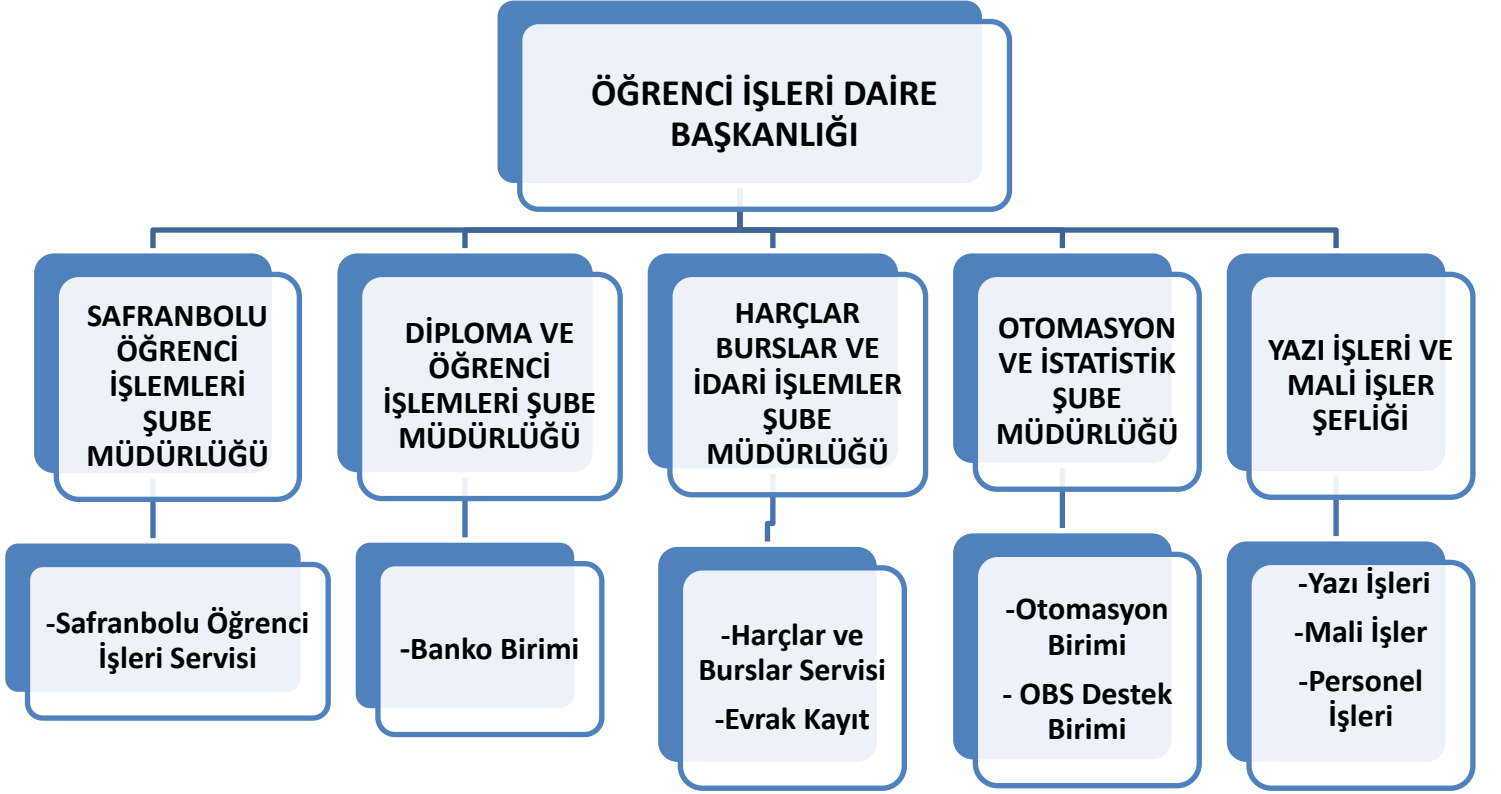 ÖĞRENCİ İŞLERİ DAİRE
BAŞKANLIĞI
SAFRANBOLU
ÖĞRENCİ
İŞLEMLERİ
ŞUBE
MÜDÜRLÜĞÜ
DİPLOMA VE
ÖĞRENCİ
İŞLEMLERİ ŞUBE
MÜDÜRLÜĞÜ
HARÇLAR
BURSLAR VE
İDARİ İŞLEMLER
ŞUBE
MÜDÜRLÜĞÜ
OTOMASYON
VE İSTATİSTİK
ŞUBE
MÜDÜRLÜĞÜ
YAZI İŞLERİ VE
MALİ İŞLER
ŞEFLİĞİ
-Safranbolu Öğrenci
İşleri Servisi
-Banko Birimi
-Harçlar ve
Burslar Servisi
-Evrak Kayıt
-Otomasyon
Birimi
- OBS Destek
Birimi
-Yazı İşleri
-Mali İşler
-Personel
İşleri